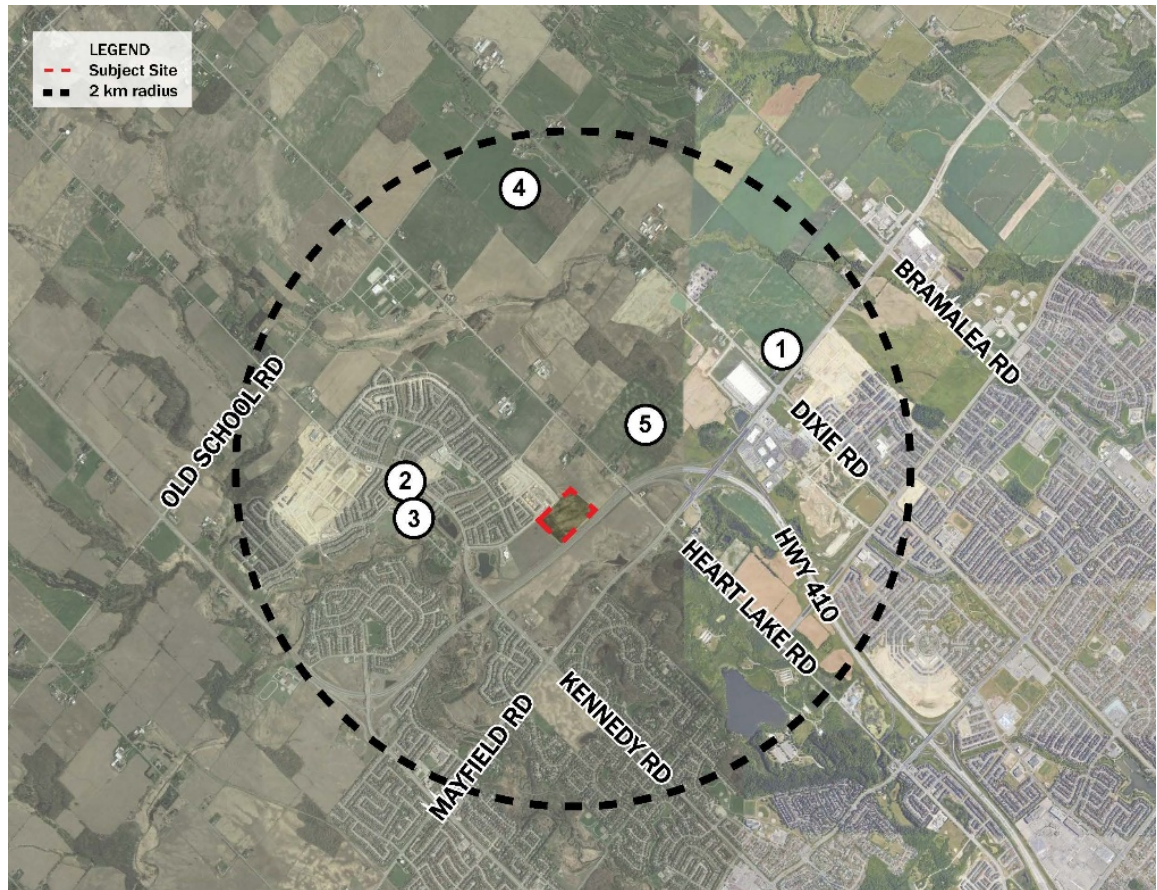 LEGEND
Subject Site
2 km radius
4
1
BRAMALEA RD
OLD SCHOOL RD
DIXIE RD
5
2
3
HWY 410
HEART LAKE RD
KENNEDY RD
MAYFIELD RD